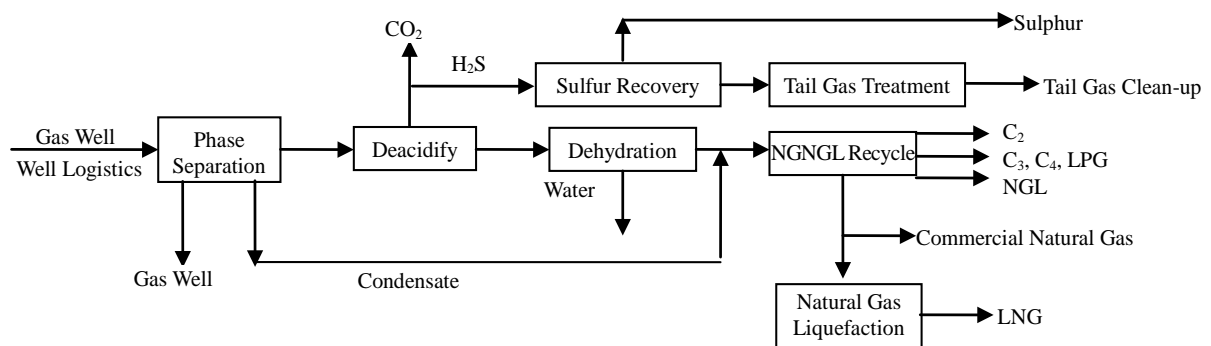 Sulphur
CO₂
H₂S
Sulfur Recovery
Tail Gas Treatment
Tail Gas Clean-up
Gas Well
Well Logistics
Phase
Separation
Deacidify
Dehydration
NGNGL Recycle
C₂
C₃, C₄, LPG
NGL
Water
Commercial Natural Gas
Gas Well
Condensate
Natural Gas
Liquefaction
LNG